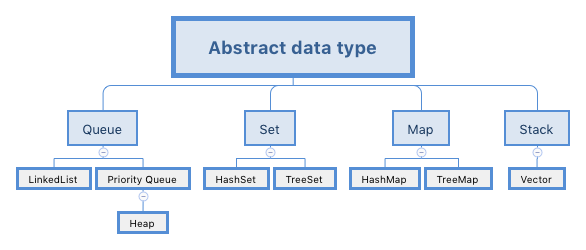 Abstract data type
Queue
Set
Map
Stack
LinkedList
Priority Queue
HashSet
TreeSet
HashMap
TreeMap
Vector
Heap